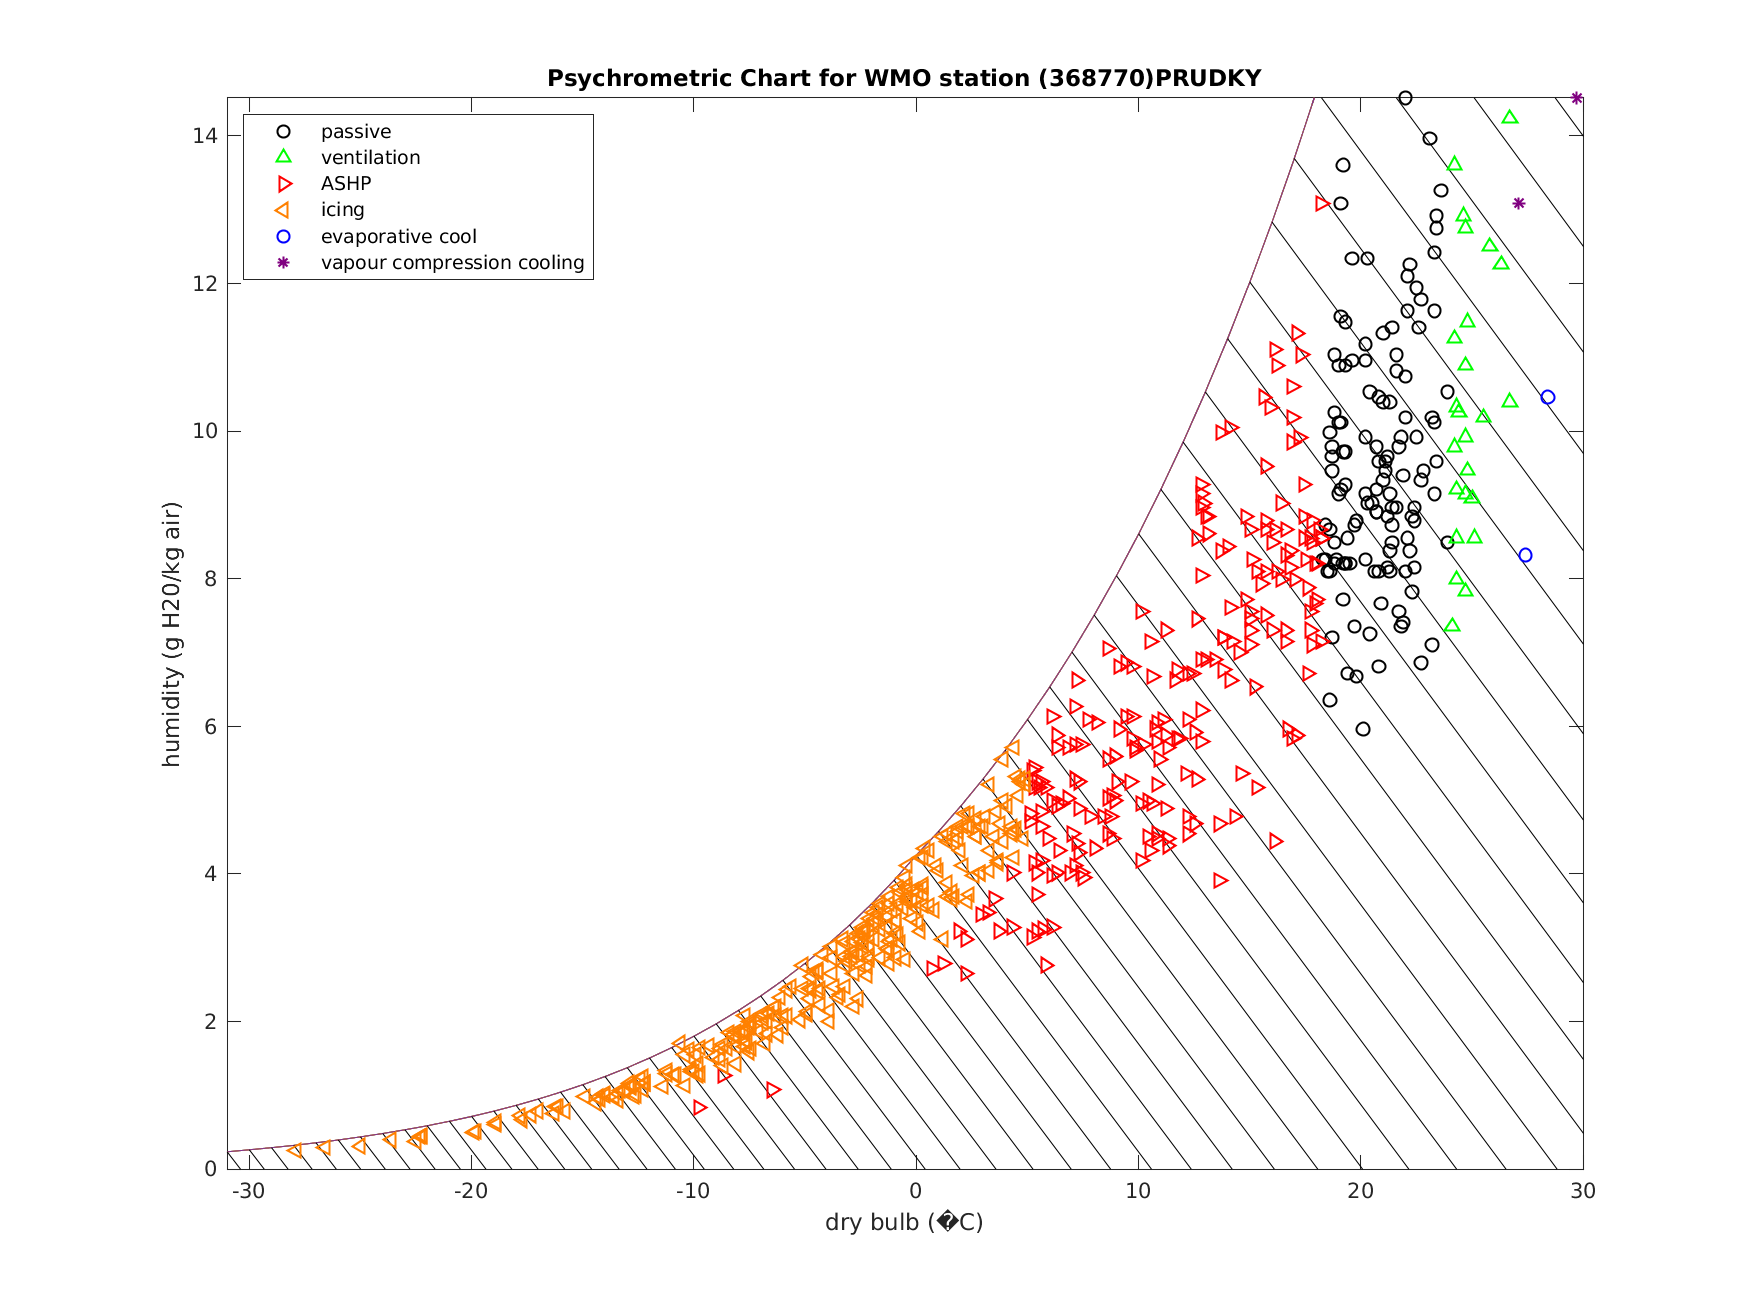 Psychrometric Chart for WMO station (368770)PRUDKY
passive
ventilation
ASHP
icing
evaporative cool
vapour compression cooling
humidity (g H20/kg air)
14
12
10
8
6
4
2
0
-30 -20 -10 0 10 20 30
dry bulb (�C)